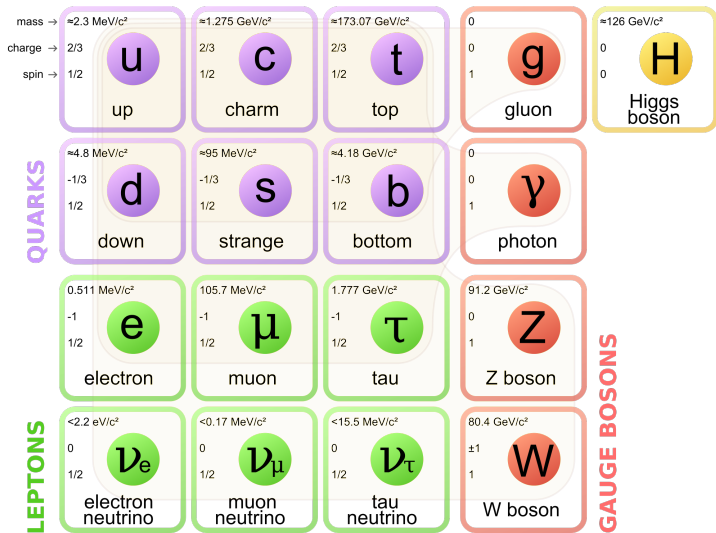 mass → ≈2.3 MeV/c²
charge → 2/3
spin → 1/2
u
up
≈1.275 GeV/c²
2/3
1/2
c
charm
≈173.07 GeV/c²
2/3
1/2
t
top
0
0
1
g
gluon
≈126 GeV/c²
0
0
H
Higgs
boson
QUARKS
≈4.8 MeV/c²
-1/3
1/2
d
down
≈95 MeV/c²
-1/3
1/2
s
strange
≈4.18 GeV/c²
-1/3
1/2
b
bottom
0
0
1
γ
photon
LEPTONS
0.511 MeV/c²
-1
1/2
e
electron
105.7 MeV/c²
-1
1/2
μ
muon
1.777 GeV/c²
-1
1/2
τ
tau
91.2 GeV/c²
0
1
Z
Z boson
GAUGE BOSONS
<2.2 eV/c²
0
1/2
νe
electron
neutrino
<0.17 MeV/c²
0
1/2
νμ
muon
neutrino
<15.5 MeV/c²
0
1/2
ντ
tau
neutrino
80.4 GeV/c²
±1
1
W
W boson